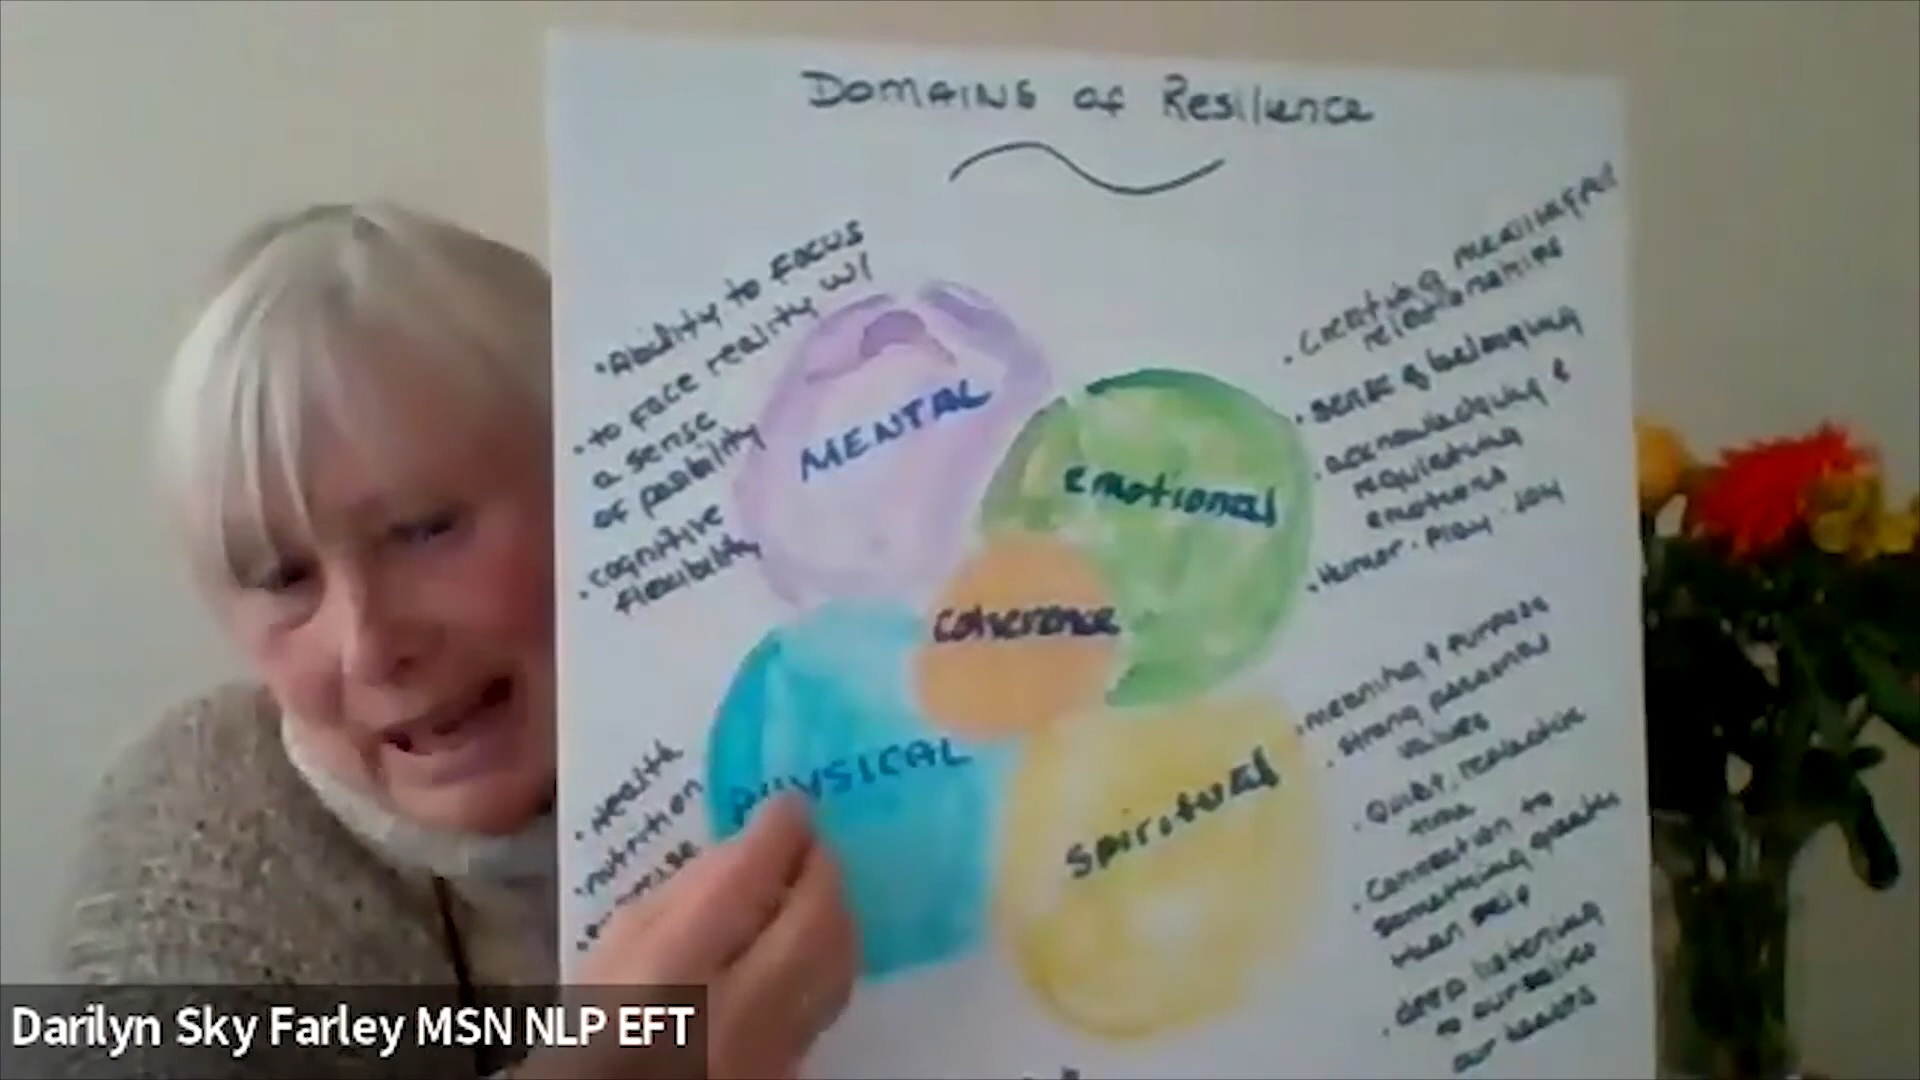 Domains of Resilience
• Ability to focus
• to face reality w/
a sense
of possibility
• cognitive
flexibility
MENTAL
emotional
coherence
PHYSICAL
spiritual
• creating meaningful
relationships
• sense of belonging
• acknowledging &
regulating
emotions
• Humor • Play • Joy
• meaning & purpose
• strong personal
values
• Quiet, reflective
time
• Connection to
something greater
than self
• deep listening
to ourselves
our hearts
• Health
• nutrition
Darilyn Sky Farley MSN NLP EFT